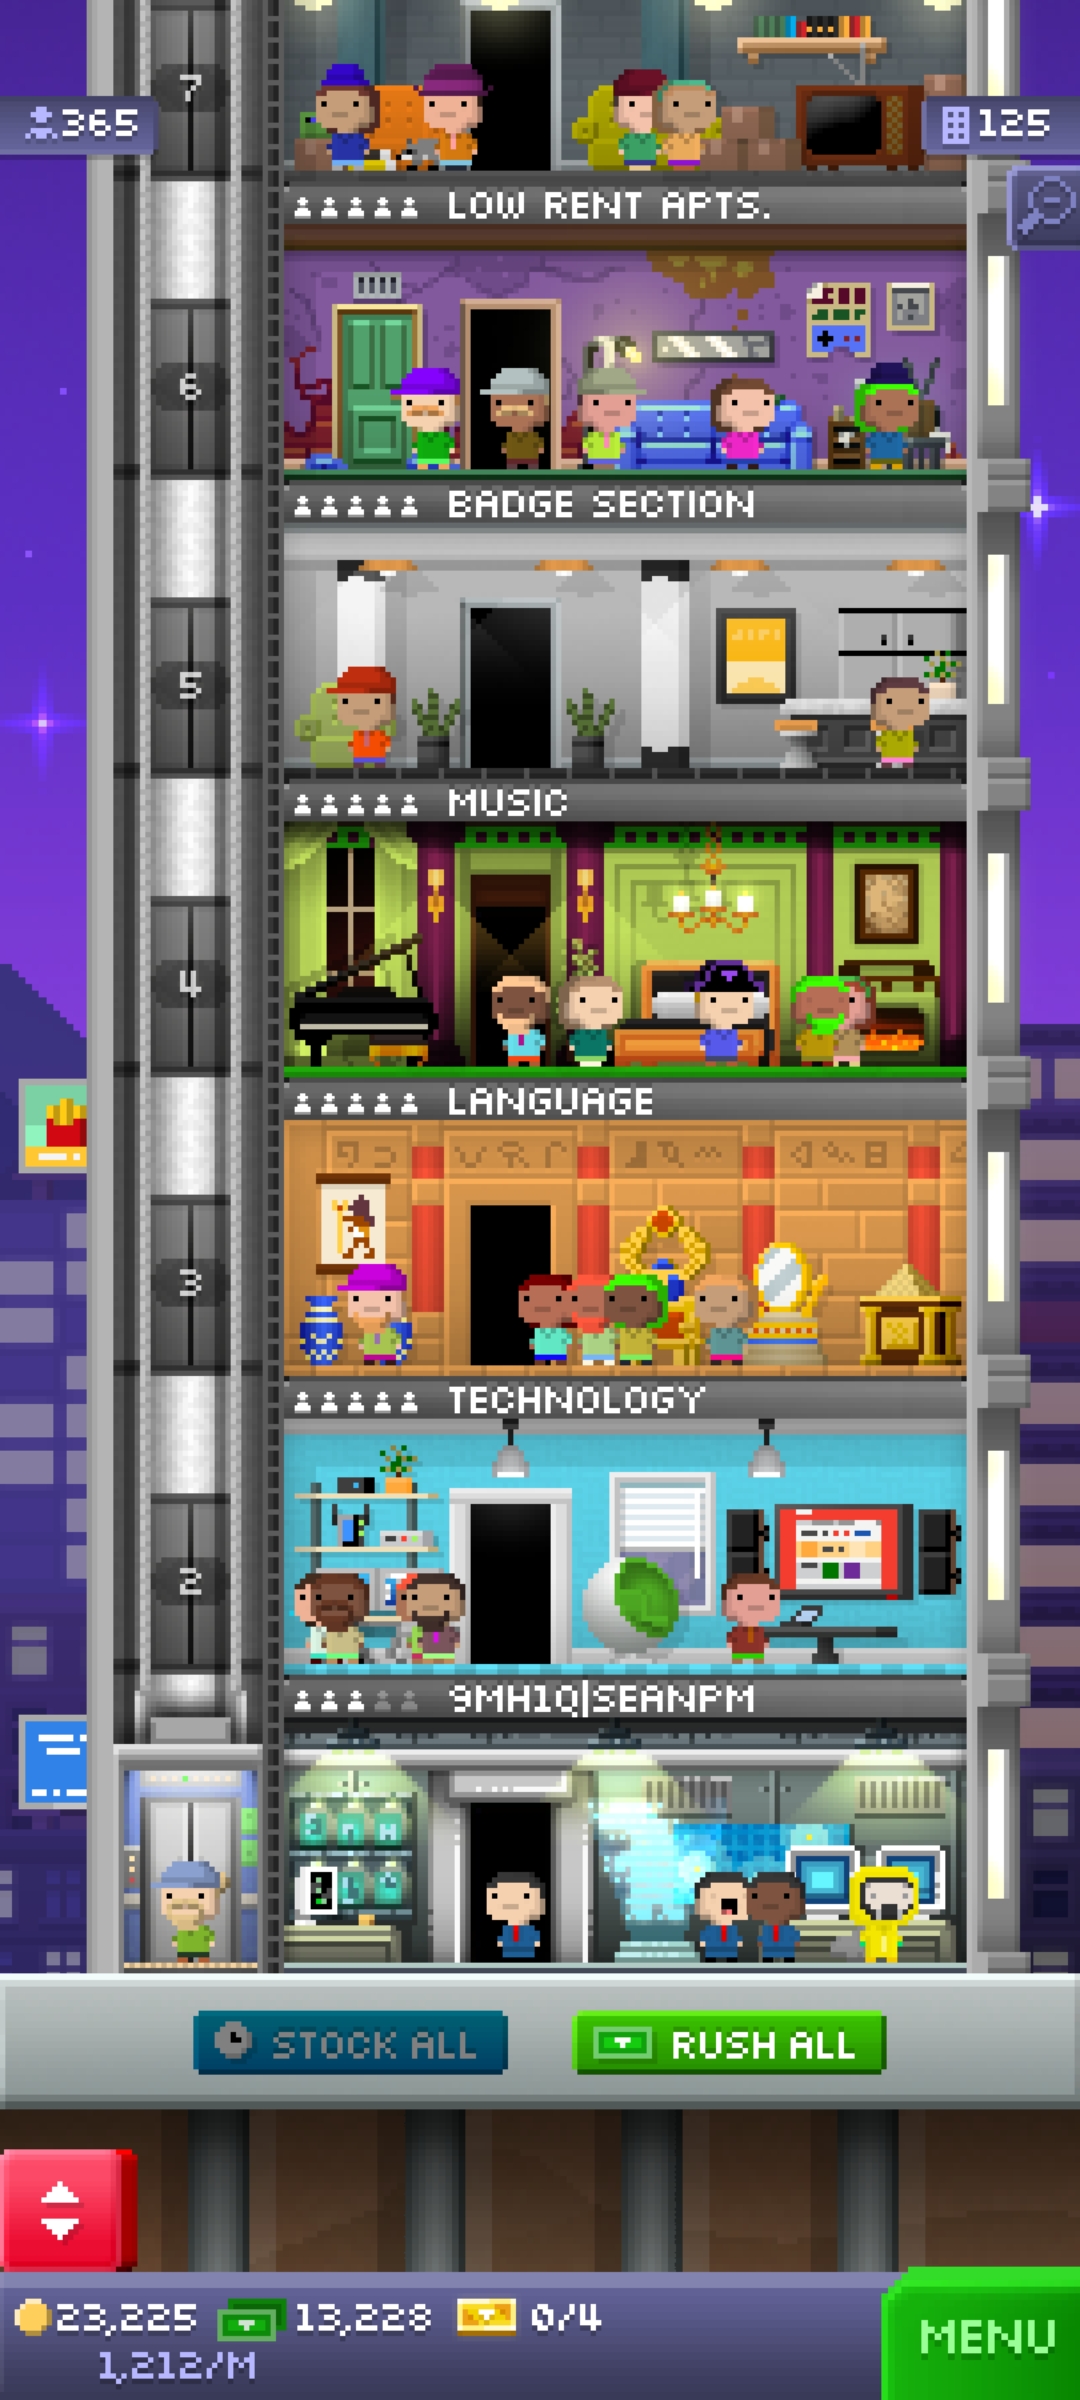 7
365
125
LOW RENT APTS.
6
BADGE SECTION
5
MUSIC
4
LANGUAGE
3
TECHNOLOGY
2
9MH1Q|SEANPM
STOCK ALL
RUSH ALL
23,225
13,228
0/4
1,212/M
MENU